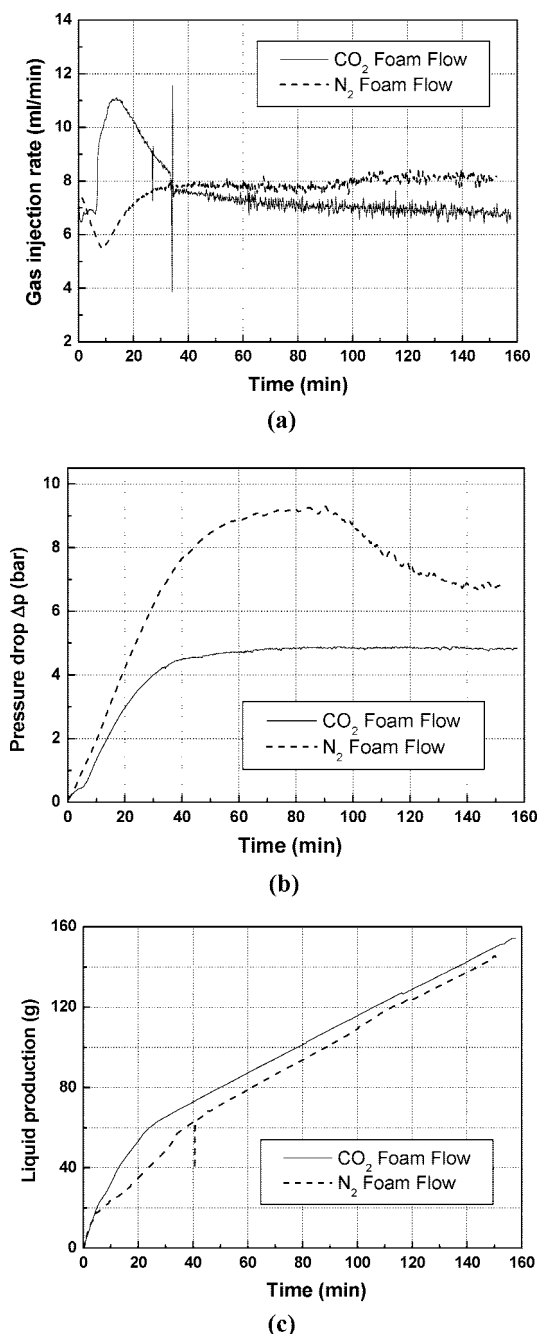 14
12
10
8
6
4
2
Gas injection rate (ml/min)
CO₂ Foam Flow
N₂ Foam Flow
0 20 40 60 80 100 120 140 160
Time (min)
(a)
10
8
6
4
2
0
Pressure drop Δp (bar)
CO₂ Foam Flow
N₂ Foam Flow
0 20 40 60 80 100 120 140 160
Time (min)
(b)
160
120
80
40
0
Liquid production (g)
CO₂ Foam Flow
N₂ Foam Flow
0 20 40 60 80 100 120 140 160
Time (min)
(c)